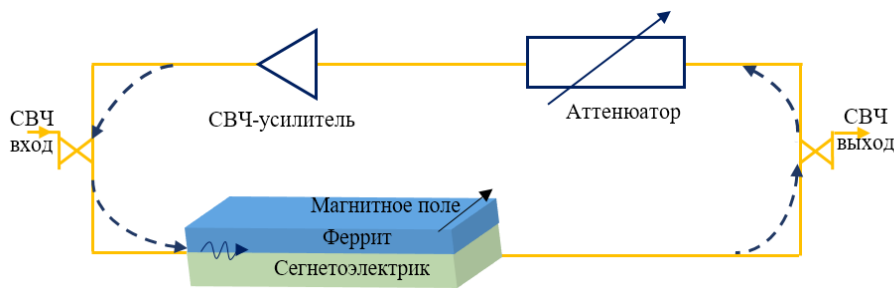 СВЧ
вход
СВЧ-усилитель
Аттенюатор
СВЧ
выход
Магнитное поле
Феррит
Сегнетоэлектрик